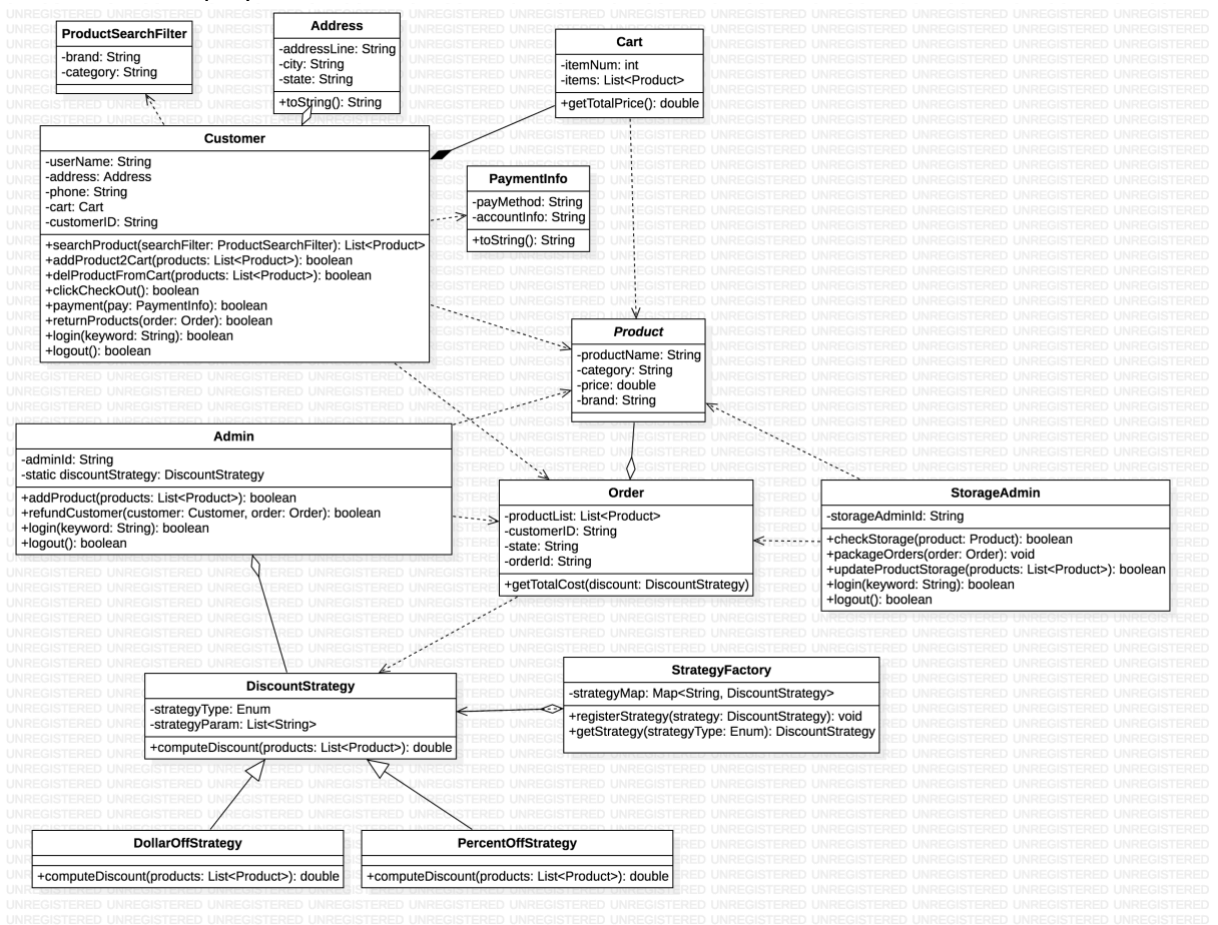 ProductSearchFilter
-brand: String
-category: String
Address
-addressLine: String
-city: String
-state: String
+toString(): String
Cart
-itemNum: int
-items: List<Product>
+getTotalPrice(): double
Customer
-userName: String
-address: Address
-phone: String
-cart: Cart
-customerID: String
+searchProduct(searchFilter: ProductSearchFilter): List<Product>
+addProduct2Cart(products: List<Product>): boolean
+delProductFromCart(products: List<Product>): boolean
+clickCheckOut(): boolean
+payment(pay: PaymentInfo): boolean
+returnProducts(order: Order): boolean
+login(keyword: String): boolean
+logout(): boolean
PaymentInfo
-payMethod: String
-accountInfo: String
+toString(): String
Product
-productName: String
-category: String
-price: double
-brand: String
Admin
-adminId: String
-static discountStrategy: DiscountStrategy
+addProduct(products: List<Product>): boolean
+refundCustomer(customer: Customer, order: Order): boolean
+login(keyword: String): boolean
+logout(): boolean
Order
-productList: List<Product>
-customerID: String
-state: String
-orderId: String
+getTotalCost(discount: DiscountStrategy)
StorageAdmin
-storageAdminId: String
+checkStorage(product: Product): boolean
+packageOrders(order: Order): void
+updateProductStorage(products: List<Product>): boolean
+login(keyword: String): boolean
+logout(): boolean
DiscountStrategy
-strategyType: Enum
-strategyParam: List<String>
+computeDiscount(products: List<Product>): double
StrategyFactory
-strategyMap: Map<String, DiscountStrategy>
+registerStrategy(strategy: DiscountStrategy): void
+getStrategy(strategyType: Enum): DiscountStrategy
DollarOffStrategy
+computeDiscount(products: List<Product>): double
PercentOffStrategy
+computeDiscount(products: List<Product>): double
UNREGISTERED